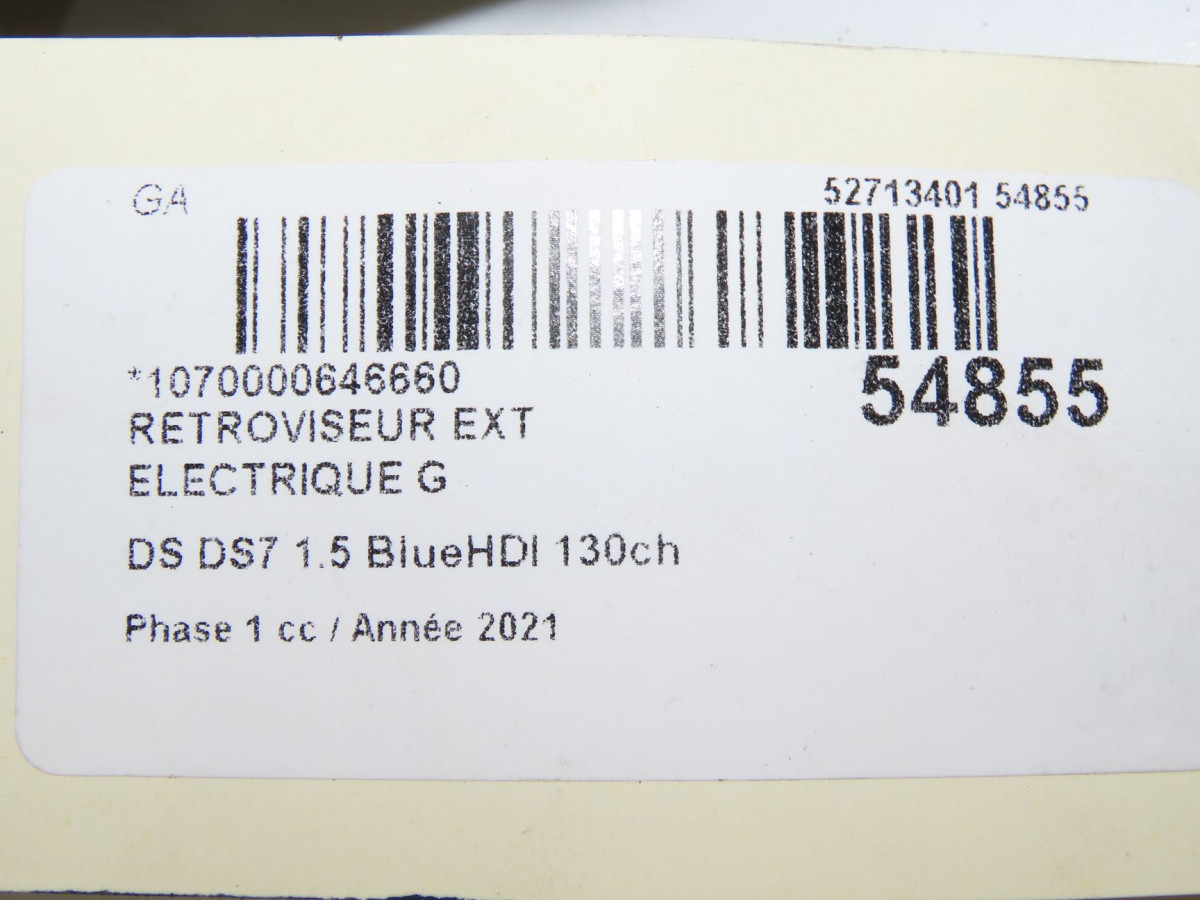 GA
52713401 54855
*1070000646660
54855
RETROVISEUR EXT
ELECTRIQUE G
DS DS7 1.5 BlueHDI 130ch
Phase 1 cc / Année 2021